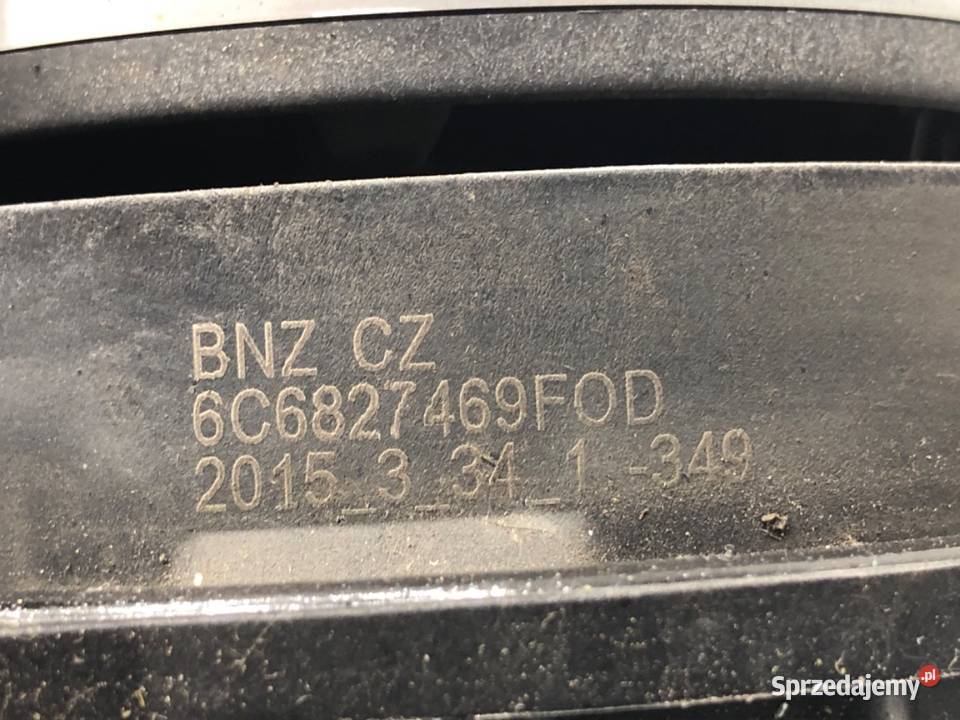 BNZ CZ
6C6827469FOD
2015_3_34_1 -349
Sprzedajemy.pl